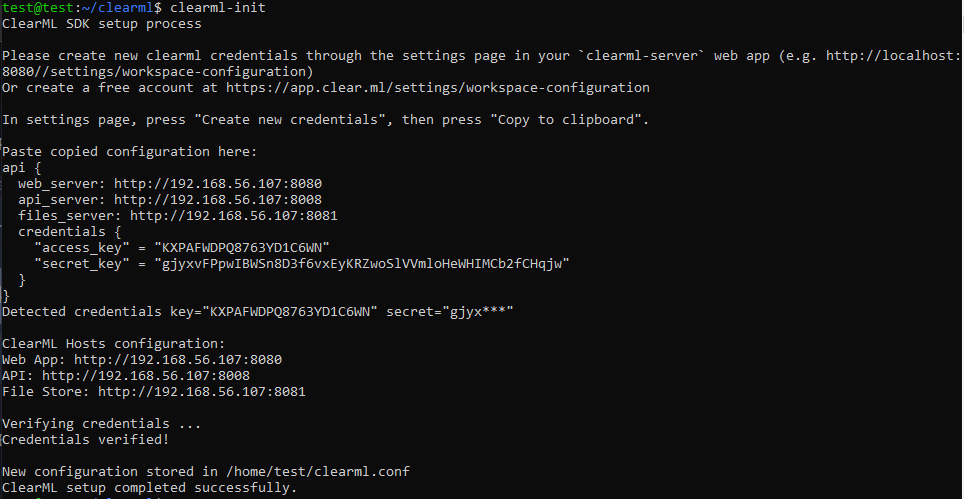 test@test:~/clearml$ clearml-init
ClearML SDK setup process
Please create new clearml credentials through the settings page in your `clearml-server` web app (e.g. http://localhost:
8080//settings/workspace-configuration)
Or create a free account at https://app.clear.ml/settings/workspace-configuration
In settings page, press "Create new credentials", then press "Copy to clipboard".
Paste copied configuration here:
api {
  web_server: http://192.168.56.107:8080
  api_server: http://192.168.56.107:8008
  files_server: http://192.168.56.107:8081
  credentials {
    "access_key" = "KXPAFWDPQ8763YD1C6WN"
    "secret_key" = "gjyxvFPpwIBWSn8D3f6vxEyKRZwoSlVVmloHeWHIMCb2fCHqjw"
  }
}
Detected credentials key="KXPAFWDPQ8763YD1C6WN" secret="gjyx***"
ClearML Hosts configuration:
Web App: http://192.168.56.107:8080
API: http://192.168.56.107:8008
File Store: http://192.168.56.107:8081
Verifying credentials ...
Credentials verified!
New configuration stored in /home/test/clearml.conf
ClearML setup completed successfully.